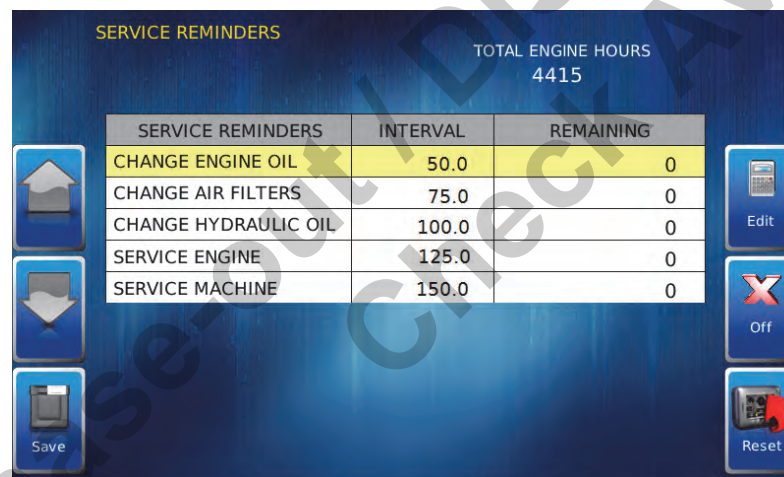 SERVICE REMINDERS
TOTAL ENGINE HOURS
4415
SERVICE REMINDERS INTERVAL REMAINING
CHANGE ENGINE OIL 50.0 0
CHANGE AIR FILTERS 75.0 0
CHANGE HYDRAULIC OIL 100.0 0
SERVICE ENGINE 125.0 0
SERVICE MACHINE 150.0 0
Edit
Off
Save
Reset
Check